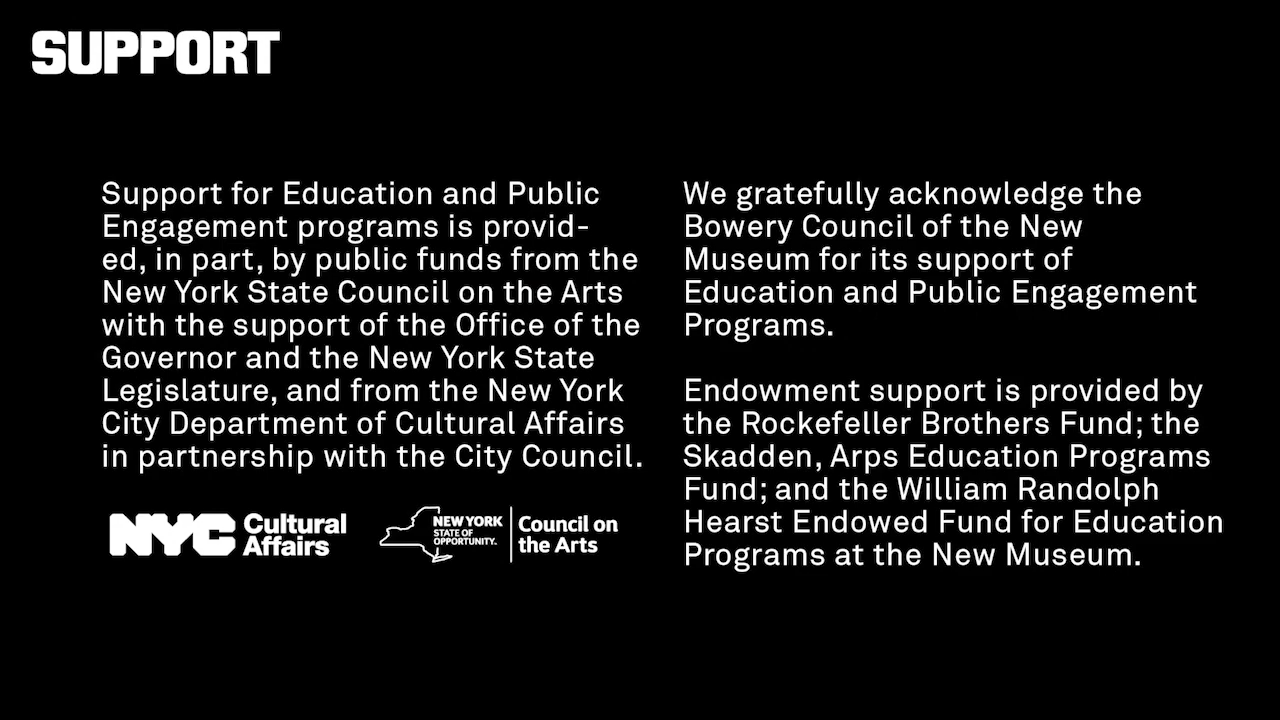 SUPPORT
Support for Education and Public
Engagement programs is provid-
ed, in part, by public funds from the
New York State Council on the Arts
with the support of the Office of the
Governor and the New York State
Legislature, and from the New York
City Department of Cultural Affairs
in partnership with the City Council.
NYC Cultural
Affairs
NEW YORK
STATE OF
OPPORTUNITY.
Council on
the Arts
We gratefully acknowledge the
Bowery Council of the New
Museum for its support of
Education and Public Engagement
Programs.
Endowment support is provided by
the Rockefeller Brothers Fund; the
Skadden, Arps Education Programs
Fund; and the William Randolph
Hearst Endowed Fund for Education
Programs at the New Museum.